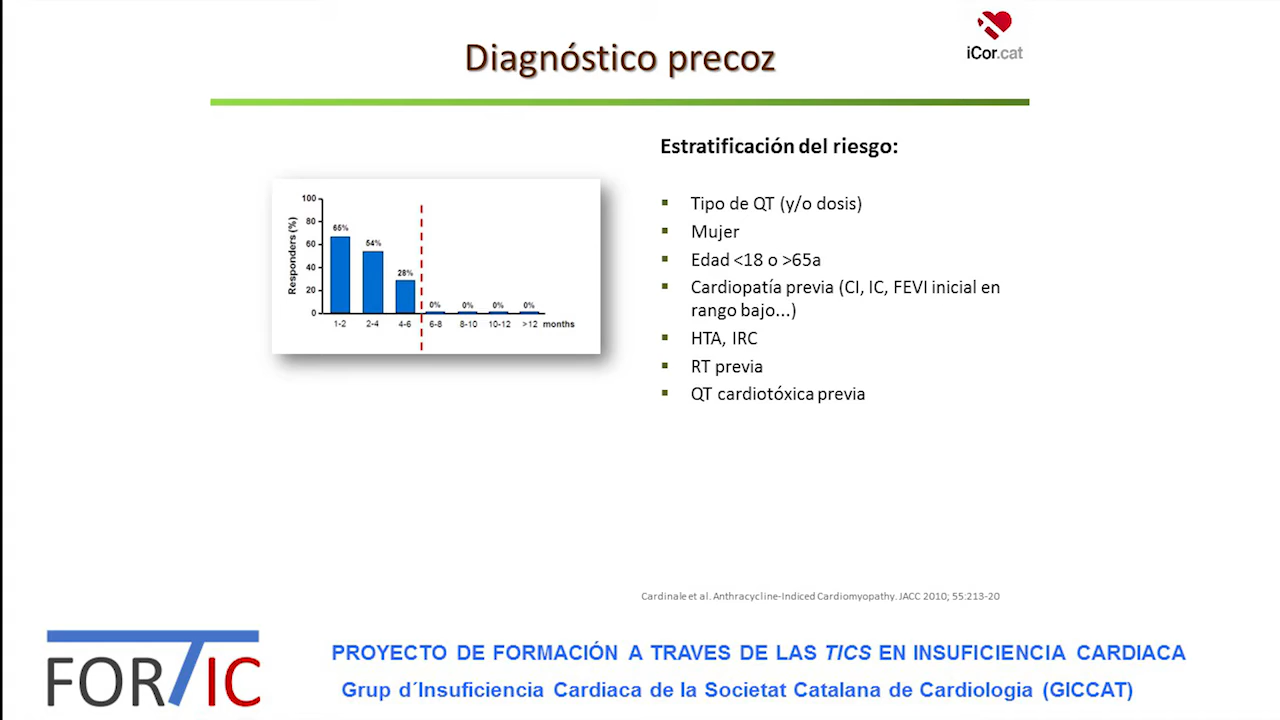 Diagnóstico precoz
iCor.cat
Estratificación del riesgo:
Tipo de QT (y/o dosis)
Mujer
Edad <18 o >65a
Cardiopatía previa (CI, IC, FEVI inicial en
rango bajo...)
HTA, IRC
RT previa
QT cardiotóxica previa
Responders (%)
100
80
60
40
20
0
65%
54%
28%
0%
0%
0%
0%
1-2
2-4
4-6
6-8
8-10
10-12
>12
months
Cardinale et al. Anthracycline-Indiced Cardiomyopathy. JACC 2010; 55:213-20
FORTIC
PROYECTO DE FORMACIÓN A TRAVES DE LAS TICS EN INSUFICIENCIA CARDIACA
Grup d´Insuficiencia Cardiaca de la Societat Catalana de Cardiologia (GICCAT)